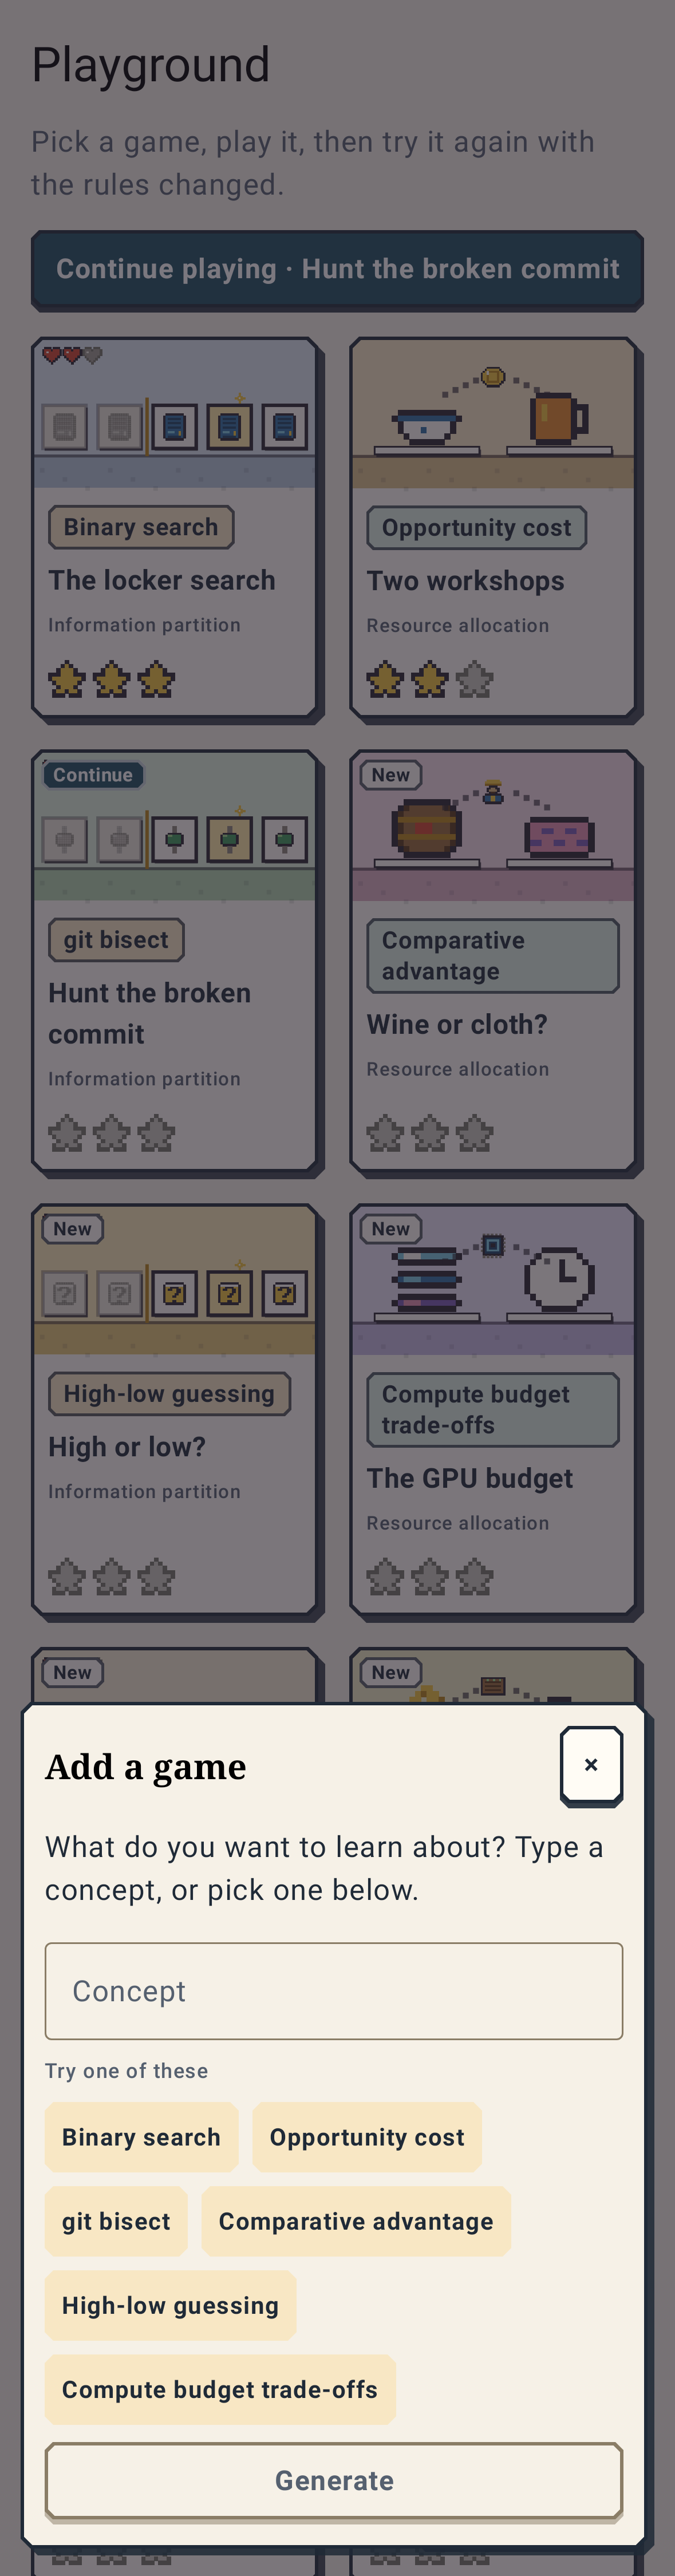 Playground
Pick a game, play it, then try it again with
the rules changed.
Continue playing · Hunt the broken commit
Binary search
The locker search
Information partition
Opportunity cost
Two workshops
Resource allocation
Continue
git bisect
Hunt the broken
commit
Information partition
New
Comparative
advantage
Wine or cloth?
Resource allocation
New
? ? ? ? ?
High-low guessing
High or low?
Information partition
New
Compute budget
trade-offs
The GPU budget
Resource allocation
New
New
Add a game
×
What do you want to learn about? Type a
concept, or pick one below.
Concept
Try one of these
Binary search
Opportunity cost
git bisect
Comparative advantage
High-low guessing
Compute budget trade-offs
Generate